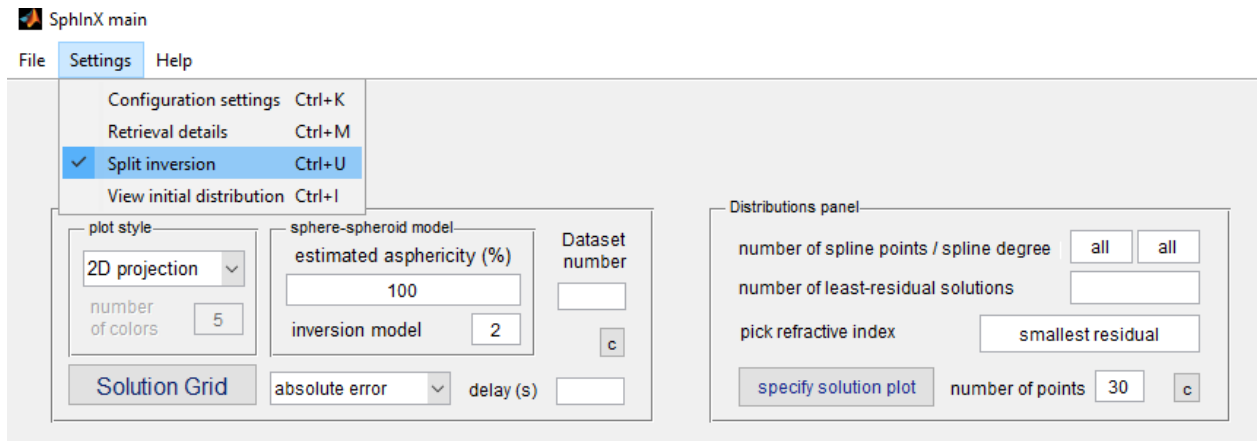 SphInX main
File Settings Help
Configuration settings Ctrl+K
Retrieval details Ctrl+M
Split inversion Ctrl+U
View initial distribution Ctrl+I
plot style
2D projection
number
of colors 5
Solution Grid
sphere-spheroid model
estimated asphericity (%)
100
inversion model 2
absolute error
delay (s)
Dataset
number
c
Distributions panel
number of spline points / spline degree all all
number of least-residual solutions
pick refractive index smallest residual
specify solution plot number of points 30 c